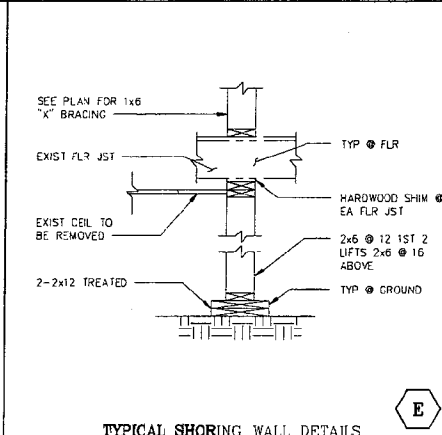 SEE PLAN FOR 1x6
"X" BRACING
EXIST FLR JST
EXIST CEIL TO
BE REMOVED
2-2x12 TREATED
TYP @ FLR
HARDWOOD SHIM @
EA FLR JST
2x6 @ 12 1ST 2
LIFTS 2x6 @ 16
ABOVE
TYP @ GROUND
E
TYPICAL SHORING WALL DETAILS